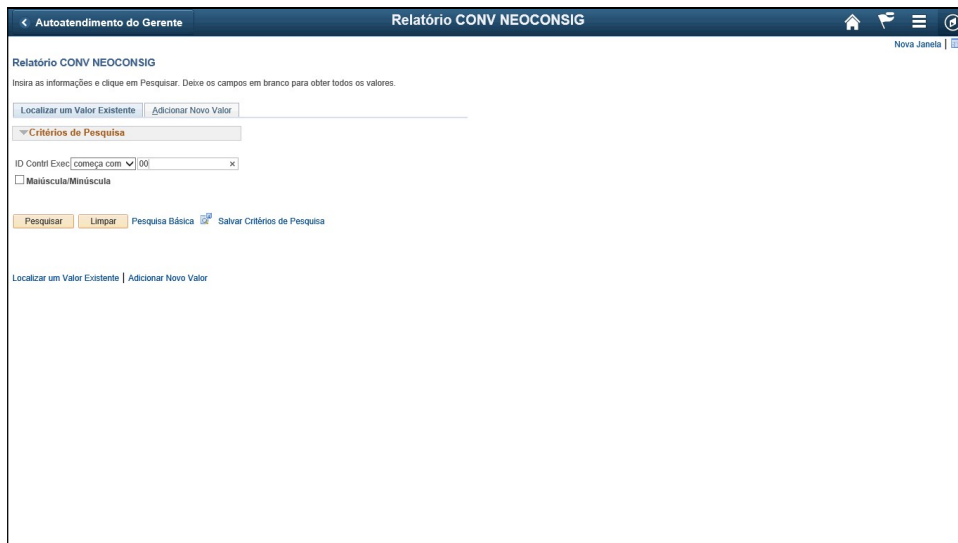 Autoatendimento do Gerente
Relatório CONV NEOCONSIG
Nova Janela |
Relatório CONV NEOCONSIG
Insira as informações e clique em Pesquisar. Deixe os campos em branco para obter todos os valores.
Localizar um Valor Existente Adicionar Novo Valor
Critérios de Pesquisa
ID Contrl Exec começa com 00 ×
Maiúscula/Minúscula
Pesquisar Limpar Pesquisa Básica Salvar Critérios de Pesquisa
Localizar um Valor Existente | Adicionar Novo Valor